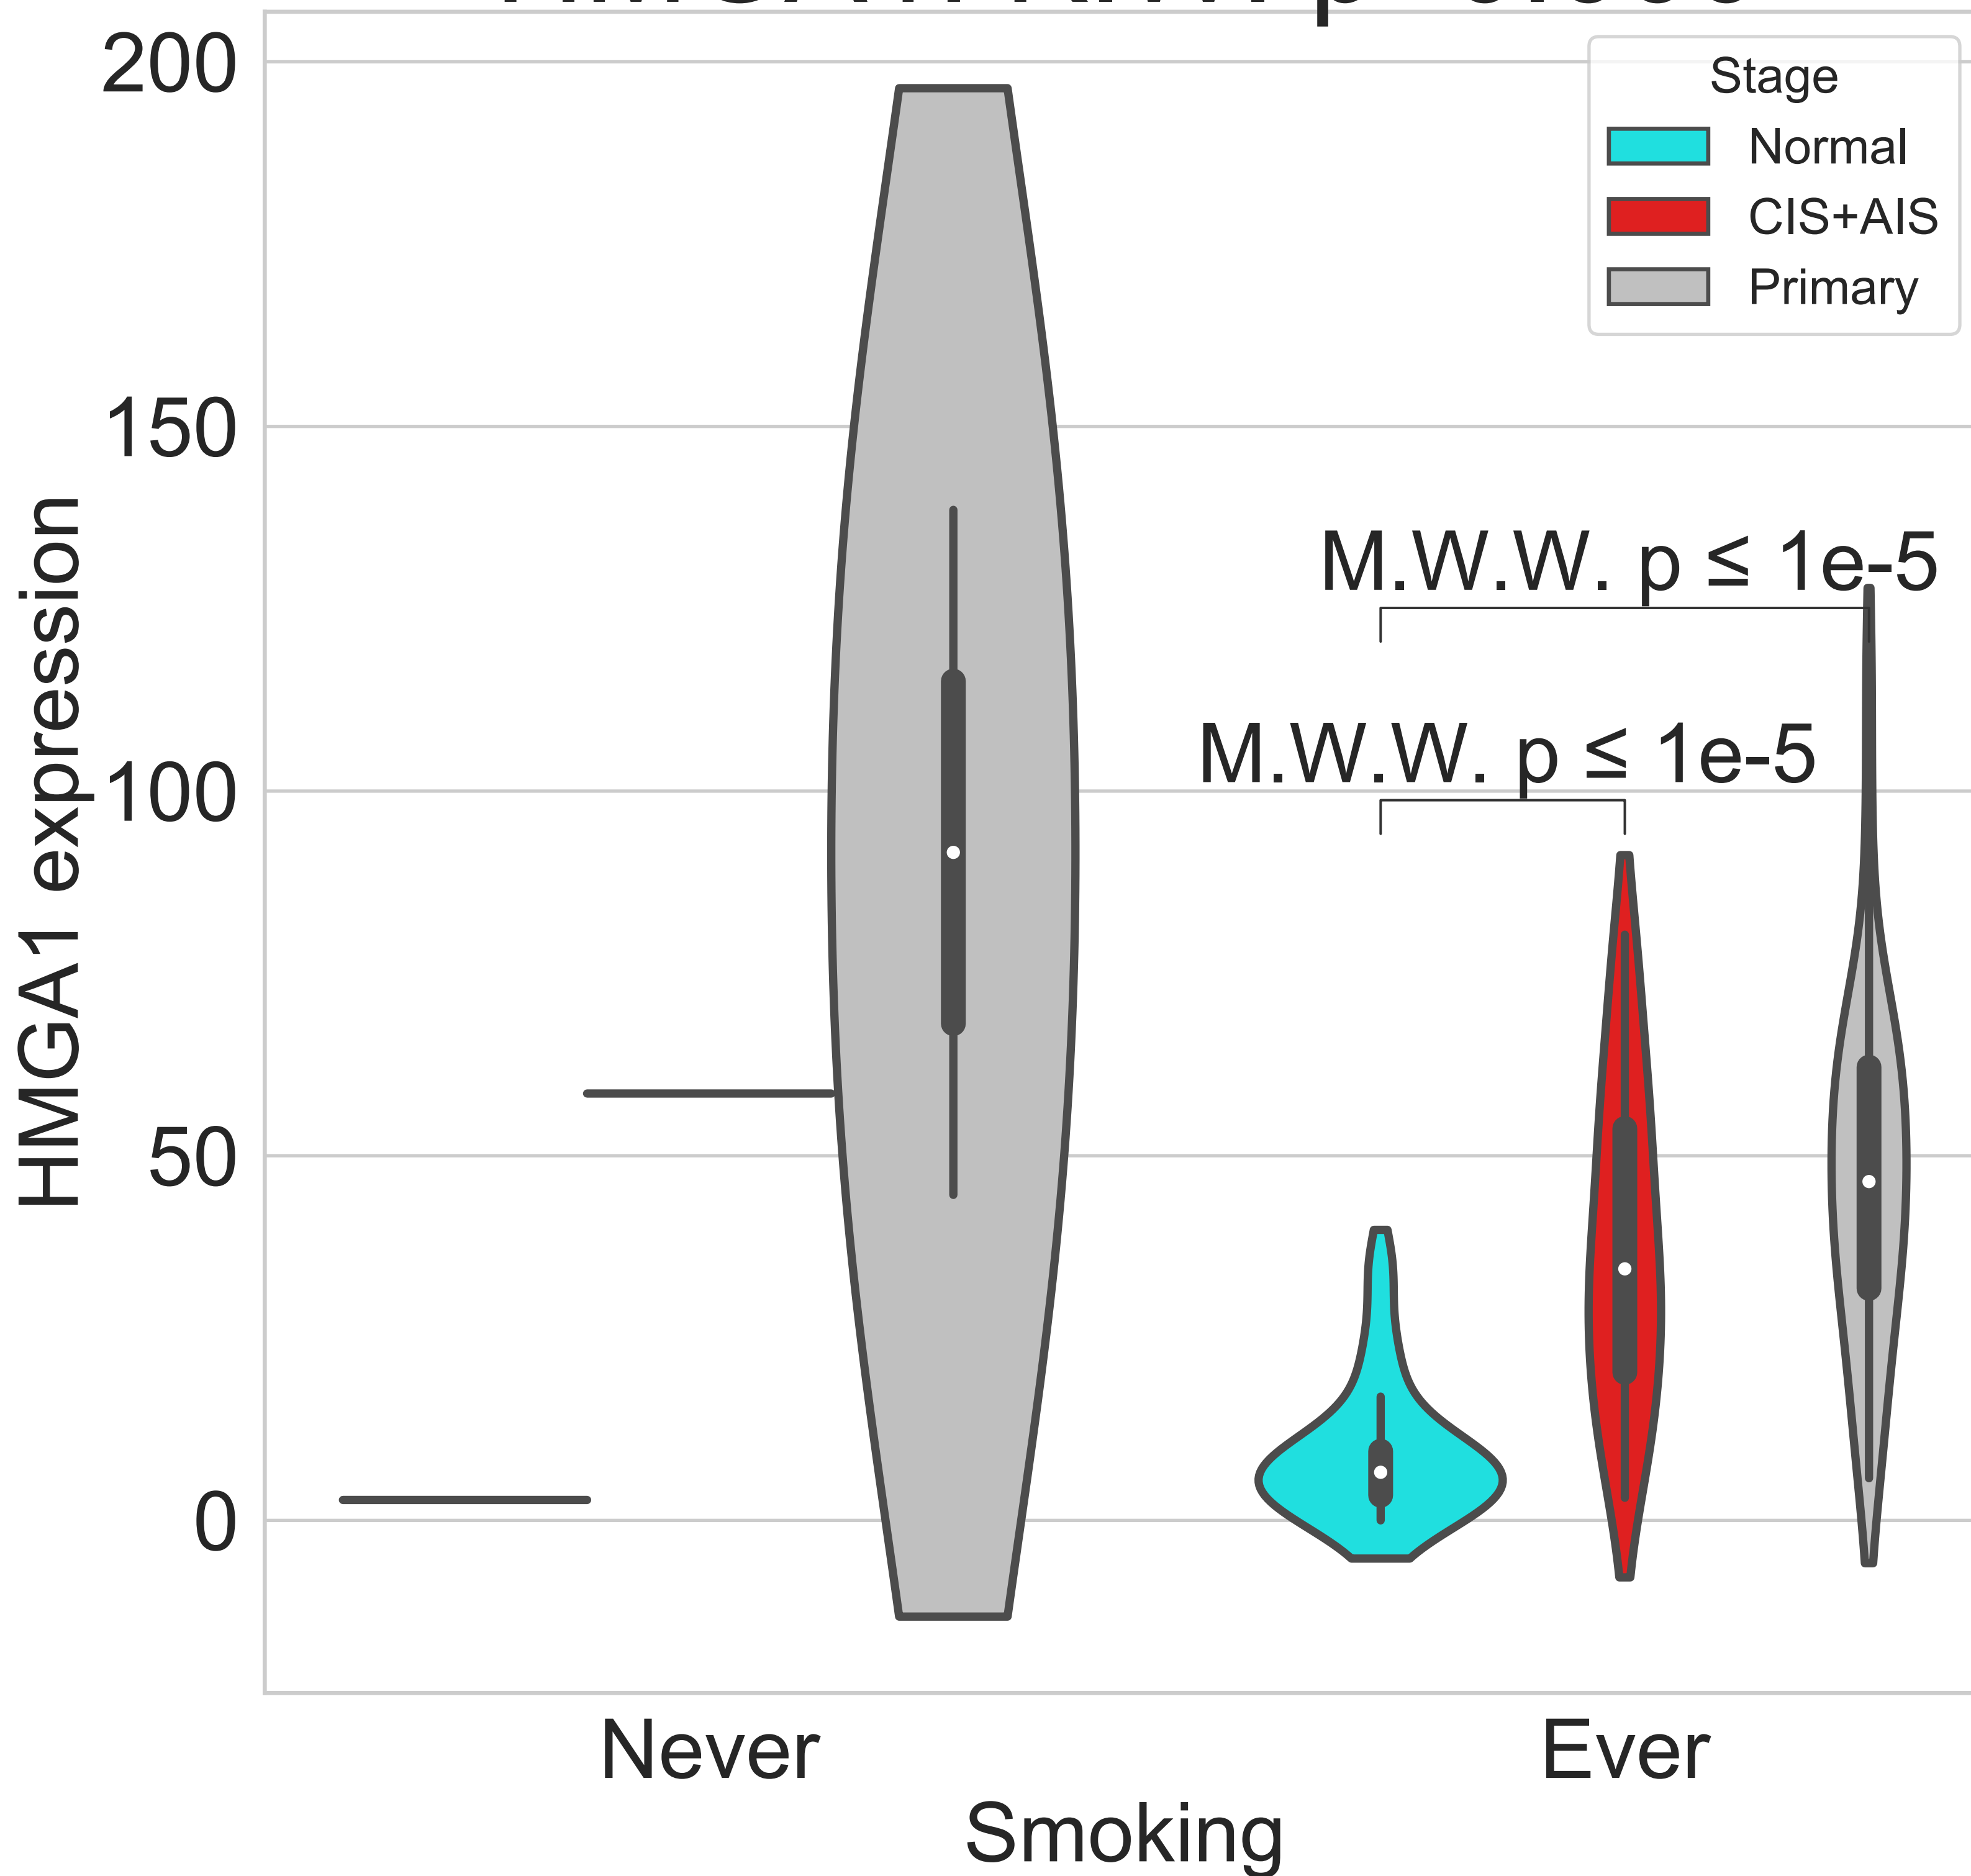 200
150
100
50
0
HMGA1 expression
Stage
Normal
CIS+AIS
Primary
M.W.W. p ≤ 1e-5
M.W.W. p ≤ 1e-5
Never
Ever
Smoking